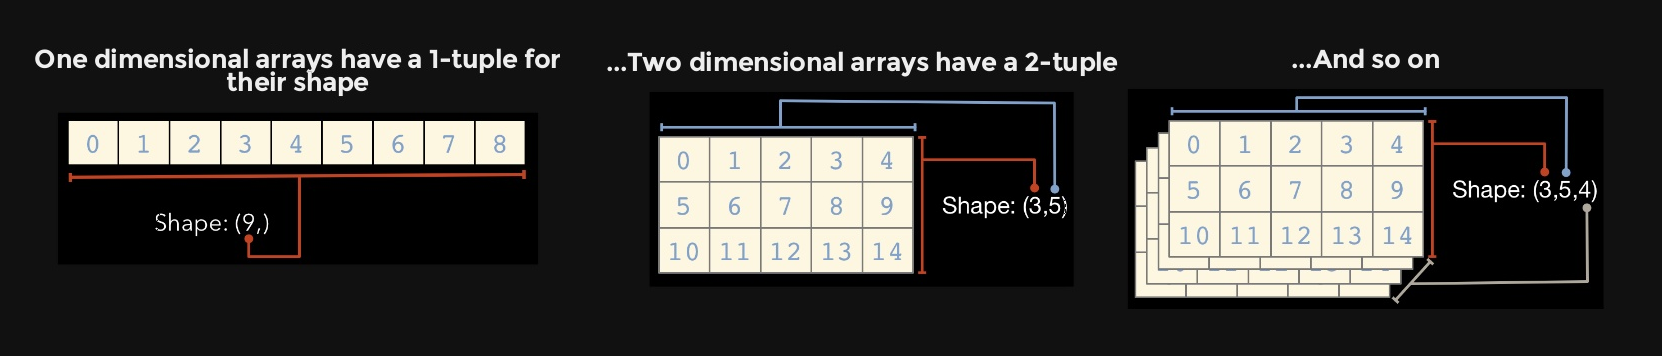 One dimensional arrays have a 1-tuple for
their shape
0 1 2 3 4 5 6 7 8
Shape: (9,)
...Two dimensional arrays have a 2-tuple
0 1 2 3 4
5 6 7 8 9
10 11 12 13 14
Shape: (3,5)
...And so on
0 1 2 3 4
5 6 7 8 9
10 11 12 13 14
Shape: (3,5,4)